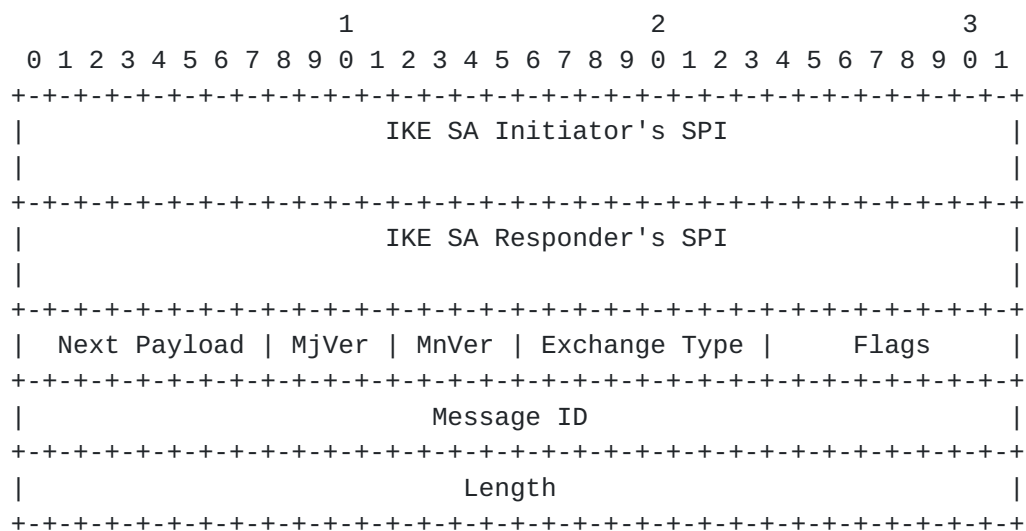 1                   2                   3
 0 1 2 3 4 5 6 7 8 9 0 1 2 3 4 5 6 7 8 9 0 1 2 3 4 5 6 7 8 9 0 1
+-+-+-+-+-+-+-+-+-+-+-+-+-+-+-+-+-+-+-+-+-+-+-+-+-+-+-+-+-+-+-+-+
|                       IKE SA Initiator's SPI                  |
|                                                               |
+-+-+-+-+-+-+-+-+-+-+-+-+-+-+-+-+-+-+-+-+-+-+-+-+-+-+-+-+-+-+-+-+
|                       IKE SA Responder's SPI                  |
|                                                               |
+-+-+-+-+-+-+-+-+-+-+-+-+-+-+-+-+-+-+-+-+-+-+-+-+-+-+-+-+-+-+-+-+
|  Next Payload | MjVer | MnVer | Exchange Type |     Flags     |
+-+-+-+-+-+-+-+-+-+-+-+-+-+-+-+-+-+-+-+-+-+-+-+-+-+-+-+-+-+-+-+-+
|                          Message ID                           |
+-+-+-+-+-+-+-+-+-+-+-+-+-+-+-+-+-+-+-+-+-+-+-+-+-+-+-+-+-+-+-+-+
|                            Length                             |
+-+-+-+-+-+-+-+-+-+-+-+-+-+-+-+-+-+-+-+-+-+-+-+-+-+-+-+-+-+-+-+-+